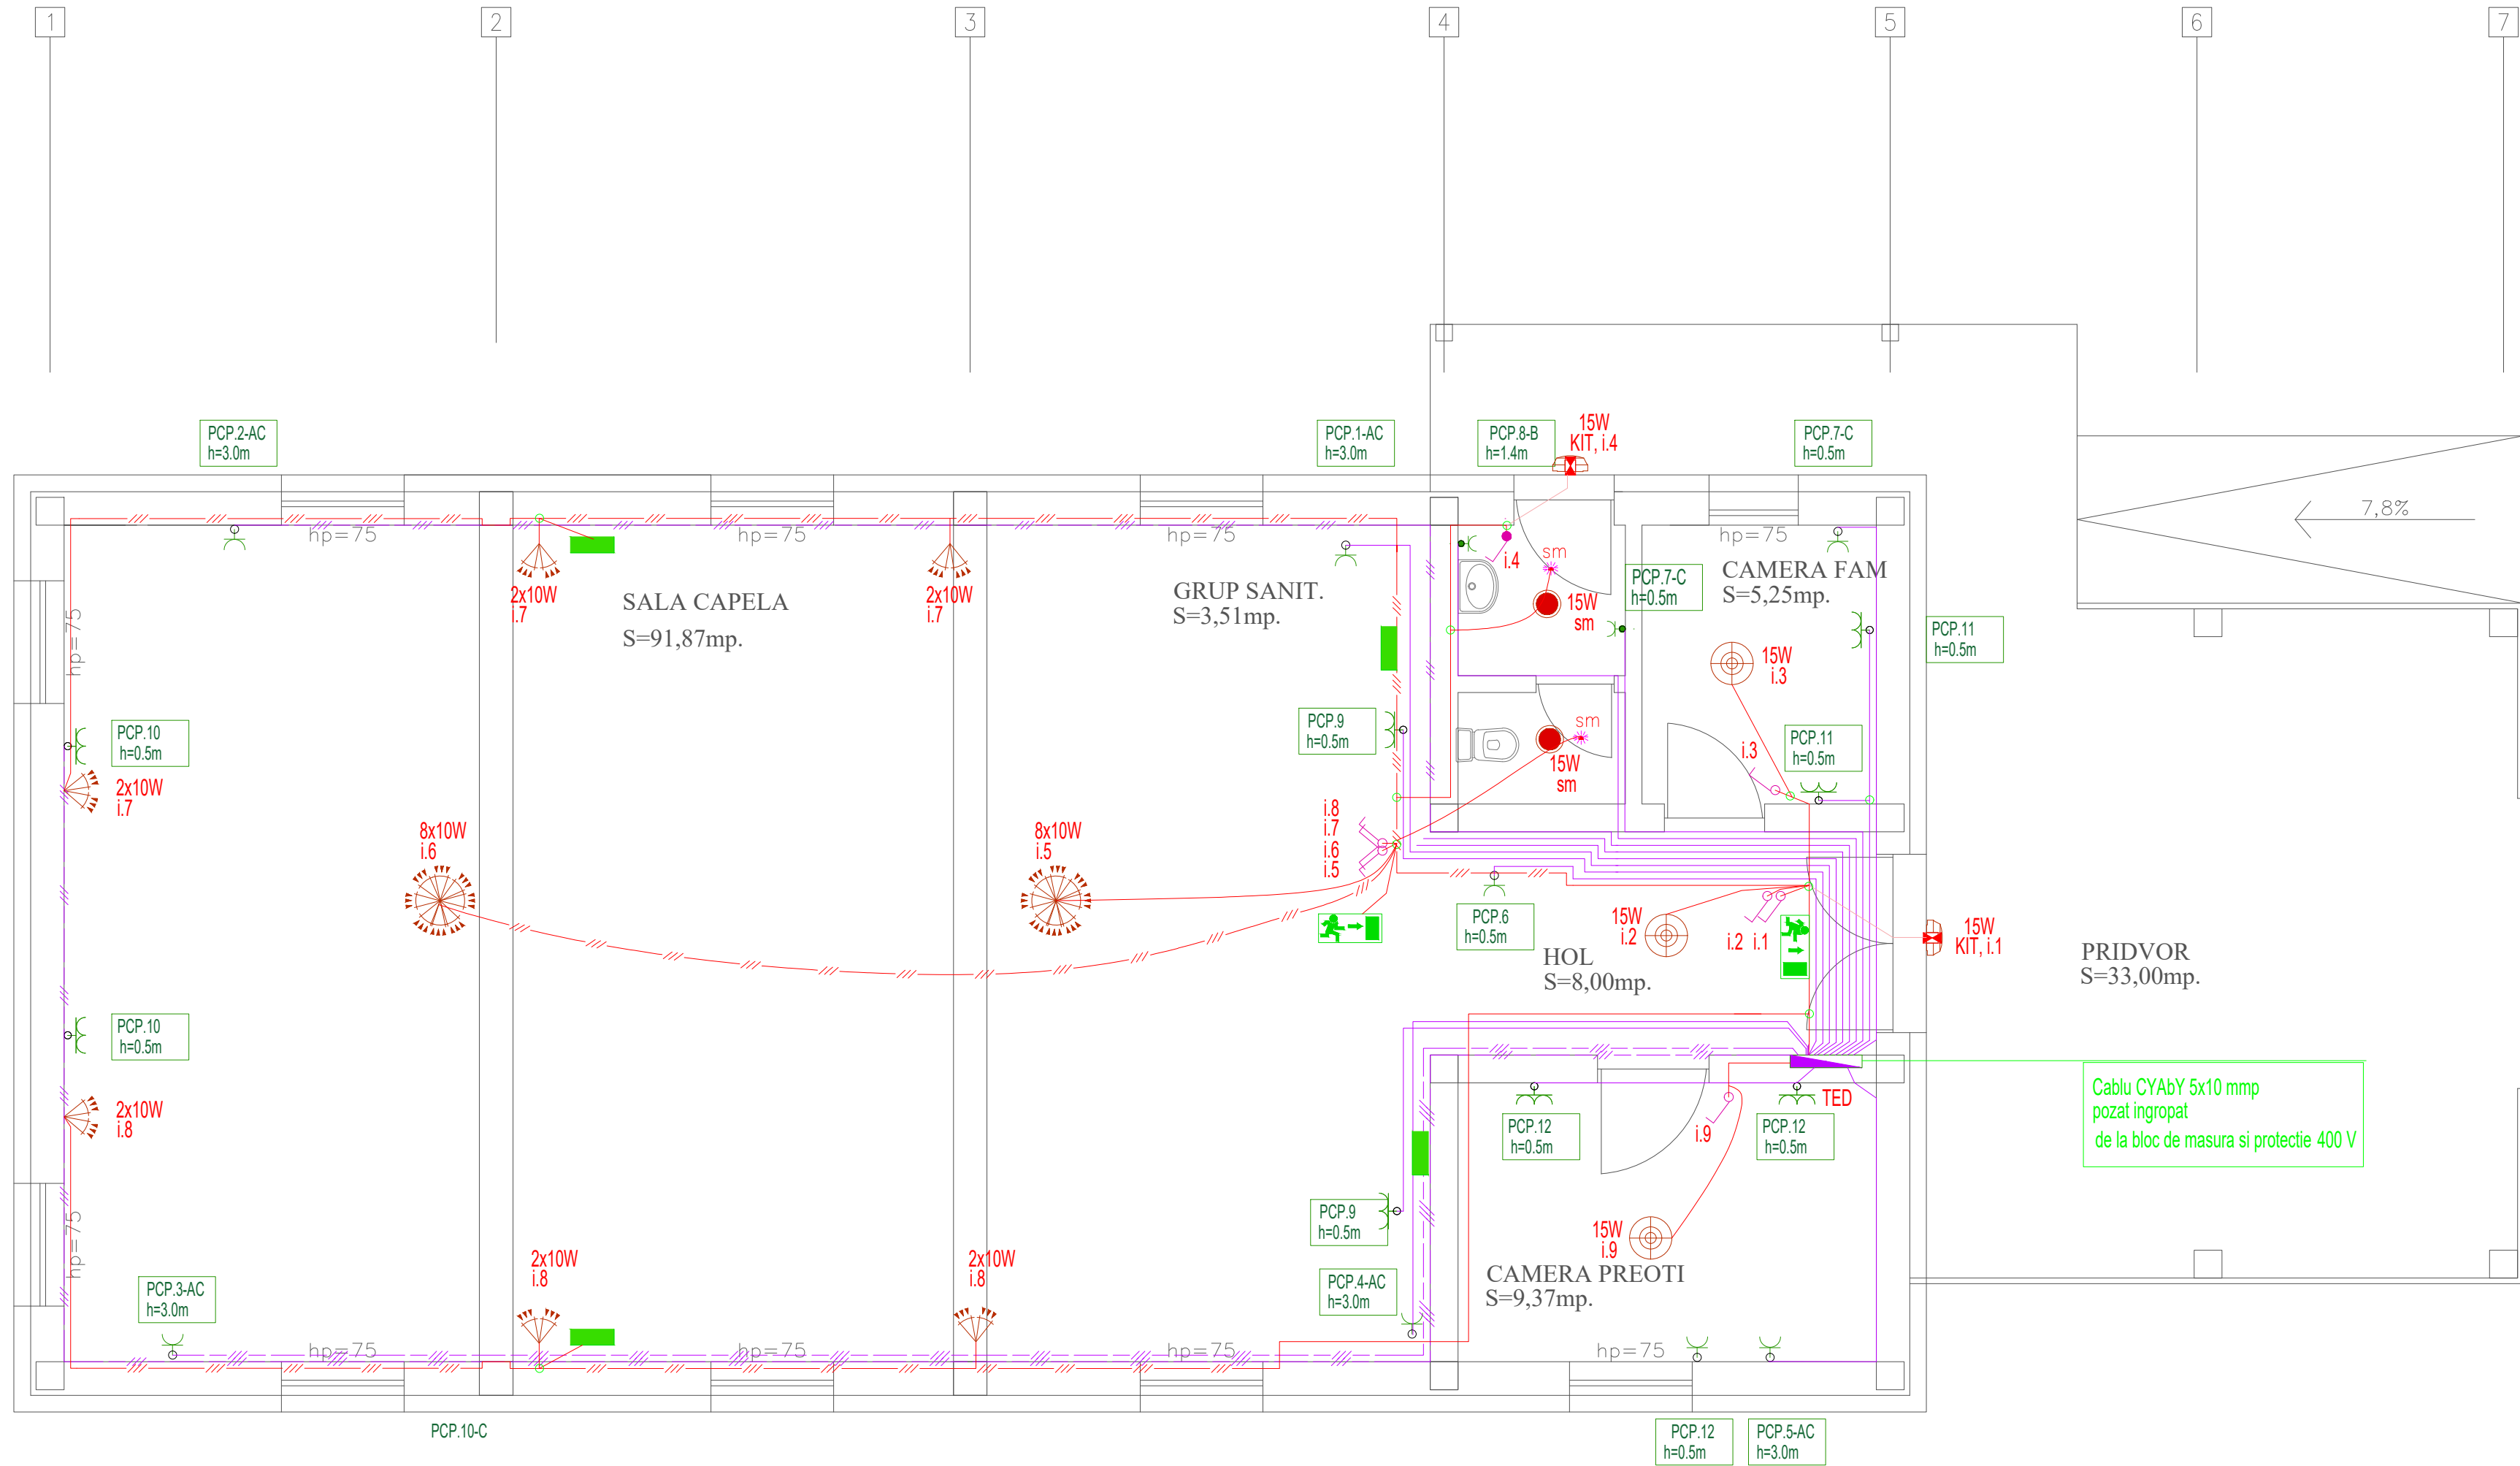 1
2
3
4
5
6
7
PCP.2-AC
h=3.0m
PCP.1-AC
h=3.0m
PCP.8-B
h=1.4m
15W
KIT, i.4
PCP.7-C
h=0.5m
7,8%
hp=75
hp=75
hp=75
hp=75
i.4
sm
2x10W
i.7
2x10W
i.7
SALA CAPELA
S=91,87mp.
GRUP SANIT.
S=3,51mp.
15W
sm
PCP.7-C
h=0.5m
CAMERA FAM
S=5,25mp.
hp=75
PCP.11
h=0.5m
15W
i.3
PCP.10
h=0.5m
PCP.9
h=0.5m
sm
15W
sm
i.3
PCP.11
h=0.5m
2x10W
i.7
8x10W
i.6
8x10W
i.5
i.8
i.7
i.6
i.5
PCP.6
h=0.5m
15W
i.2
i.2
i.1
15W
KIT, i.1
HOL
S=8,00mp.
PRIDVOR
S=33,00mp.
PCP.10
h=0.5m
2x10W
i.8
PCP.12
h=0.5m
i.9
PCP.12
h=0.5m
TED
Cablu CYAbY 5x10 mmp
pozat ingropat
de la bloc de masura si protectie 400 V
hp=75
PCP.9
h=0.5m
15W
i.9
2x10W
i.8
2x10W
i.8
PCP.3-AC
h=3.0m
PCP.4-AC
h=3.0m
CAMERA PREOTI
S=9,37mp.
hp=75
hp=75
hp=75
hp=75
PCP.10-C
PCP.12
h=0.5m
PCP.5-AC
h=3.0m